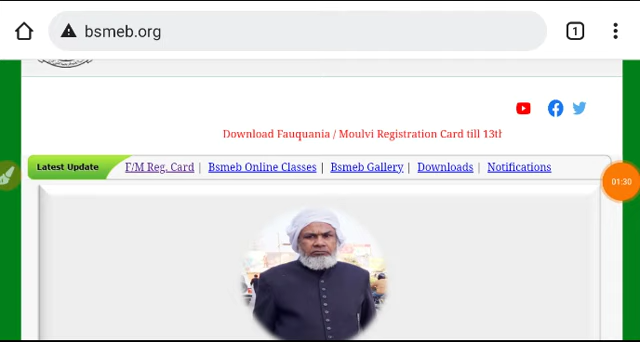 bsmeb.org
1
Download Fauquania / Moulvi Registration Card till 13th
Latest Update F/M Reg. Card | Bsmeb Online Classes | Bsmeb Gallery | Downloads | Notifications
01:30